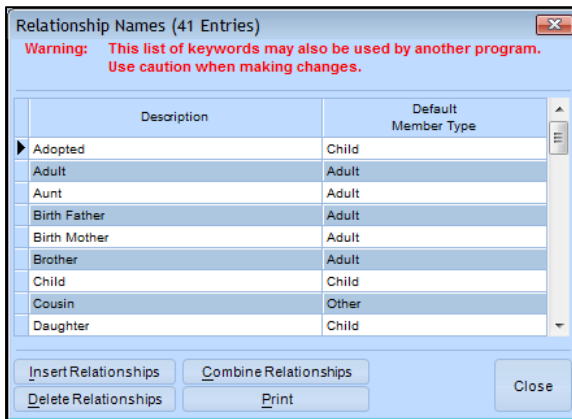 Relationship Names (41 Entries)
Warning: This list of keywords may also be used by another program.
Use caution when making changes.
Description Default
Member Type
Adopted Child
Adult Adult
Aunt Adult
Birth Father Adult
Birth Mother Adult
Brother Adult
Child Child
Cousin Other
Daughter Child
Insert Relationships Combine Relationships
Close
Delete Relationships Print